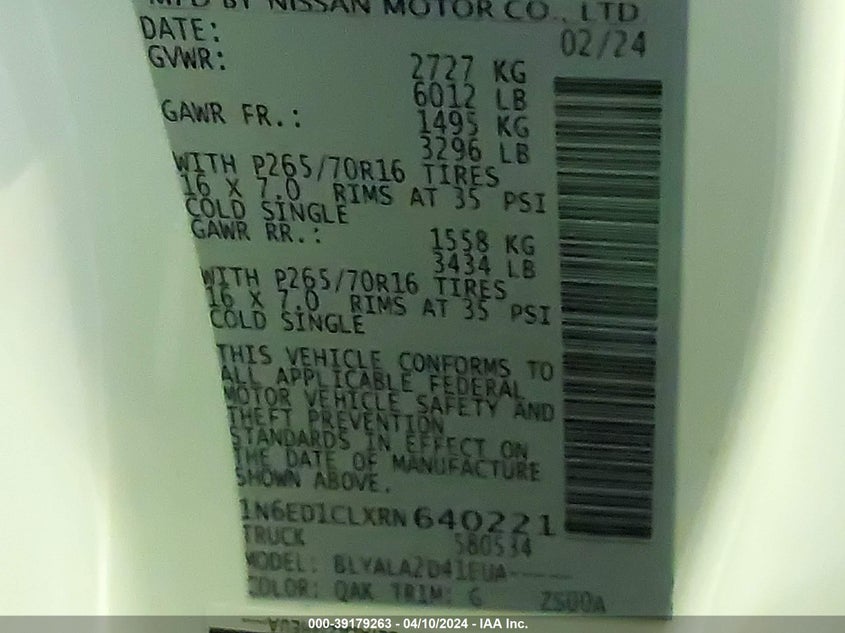 MFD BY NISSAN MOTOR CO., LTD
DATE: 02/24
GVWR: 2727 KG
6012 LB
GAWR FR.: 1495 KG
3296 LB
WITH P265/70R16 TIRES
16 X 7.0 RIMS AT 35 PSI
COLD SINGLE
GAWR RR.: 1558 KG
3434 LB
WITH P265/70R16 TIRES
16 X 7.0 RIMS AT 35 PSI
COLD SINGLE
THIS VEHICLE CONFORMS TO
ALL APPLICABLE FEDERAL
MOTOR VEHICLE SAFETY AND
THEFT PREVENTION
STANDARDS IN EFFECT ON
THE DATE OF MANUFACTURE
SHOWN ABOVE.
1N6ED1CLXRN640221
TRUCK 580534
MODEL: BLYALA2D41EUA-----
COLOR: QAK TRIM: G 2S00A
000-39179263 - 04/10/2024 - IAA Inc.